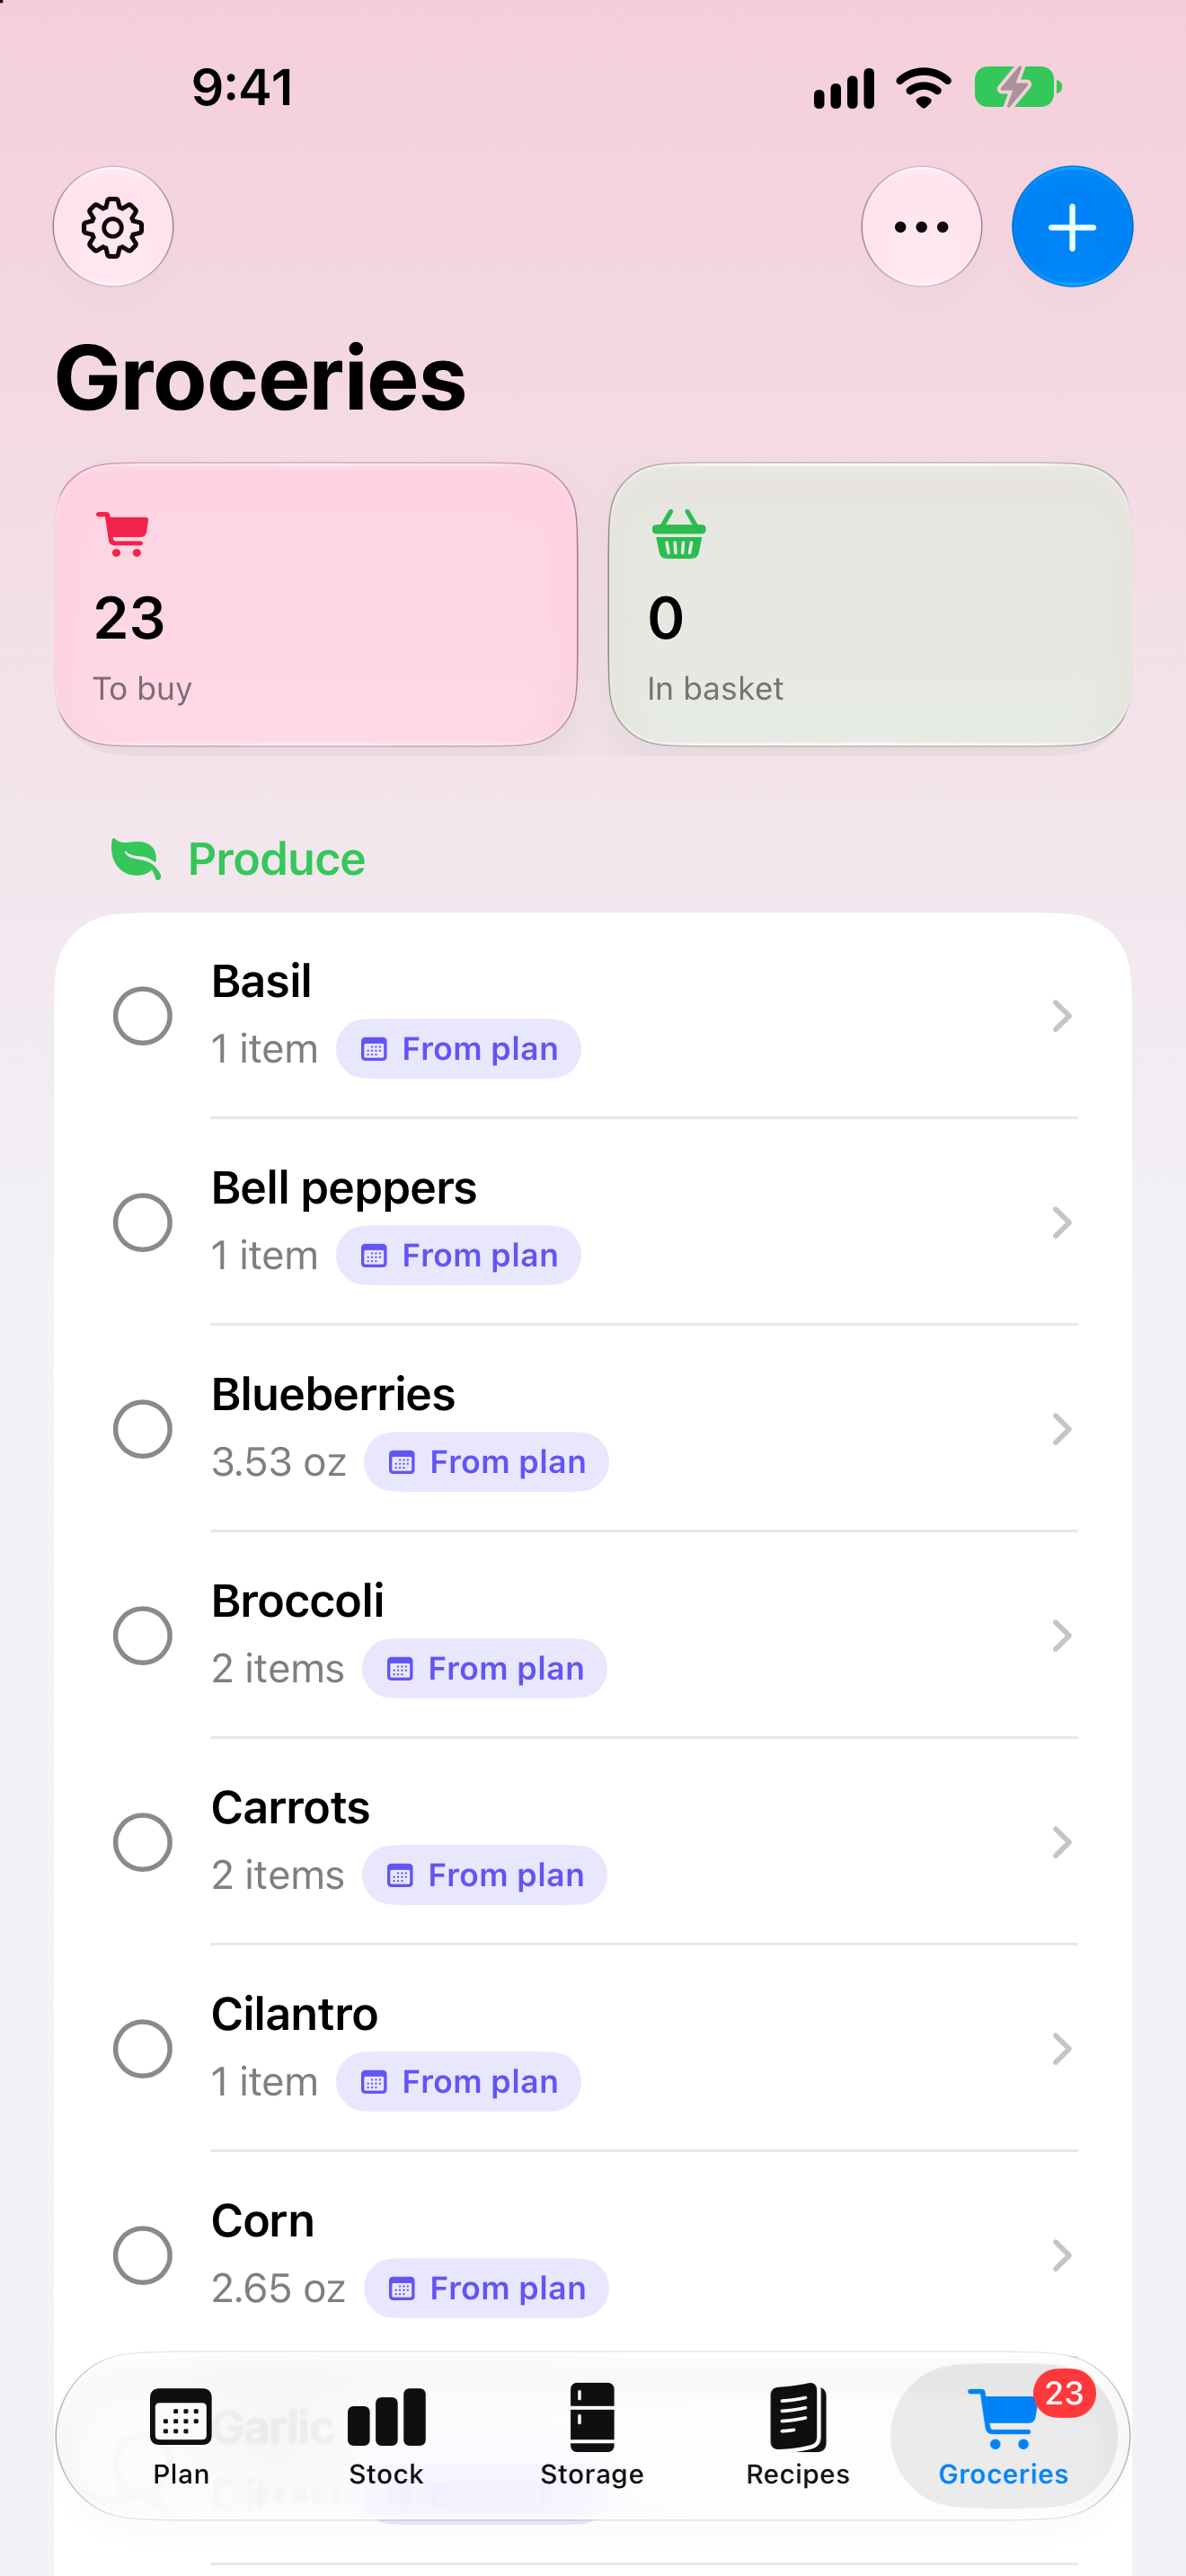 9:41
Groceries
23
To buy
0
In basket
Produce
Basil
1 item From plan
Bell peppers
1 item From plan
Blueberries
3.53 oz From plan
Broccoli
2 items From plan
Carrots
2 items From plan
Cilantro
1 item From plan
Corn
2.65 oz From plan
Garlic
23
Plan Stock Storage Recipes Groceries